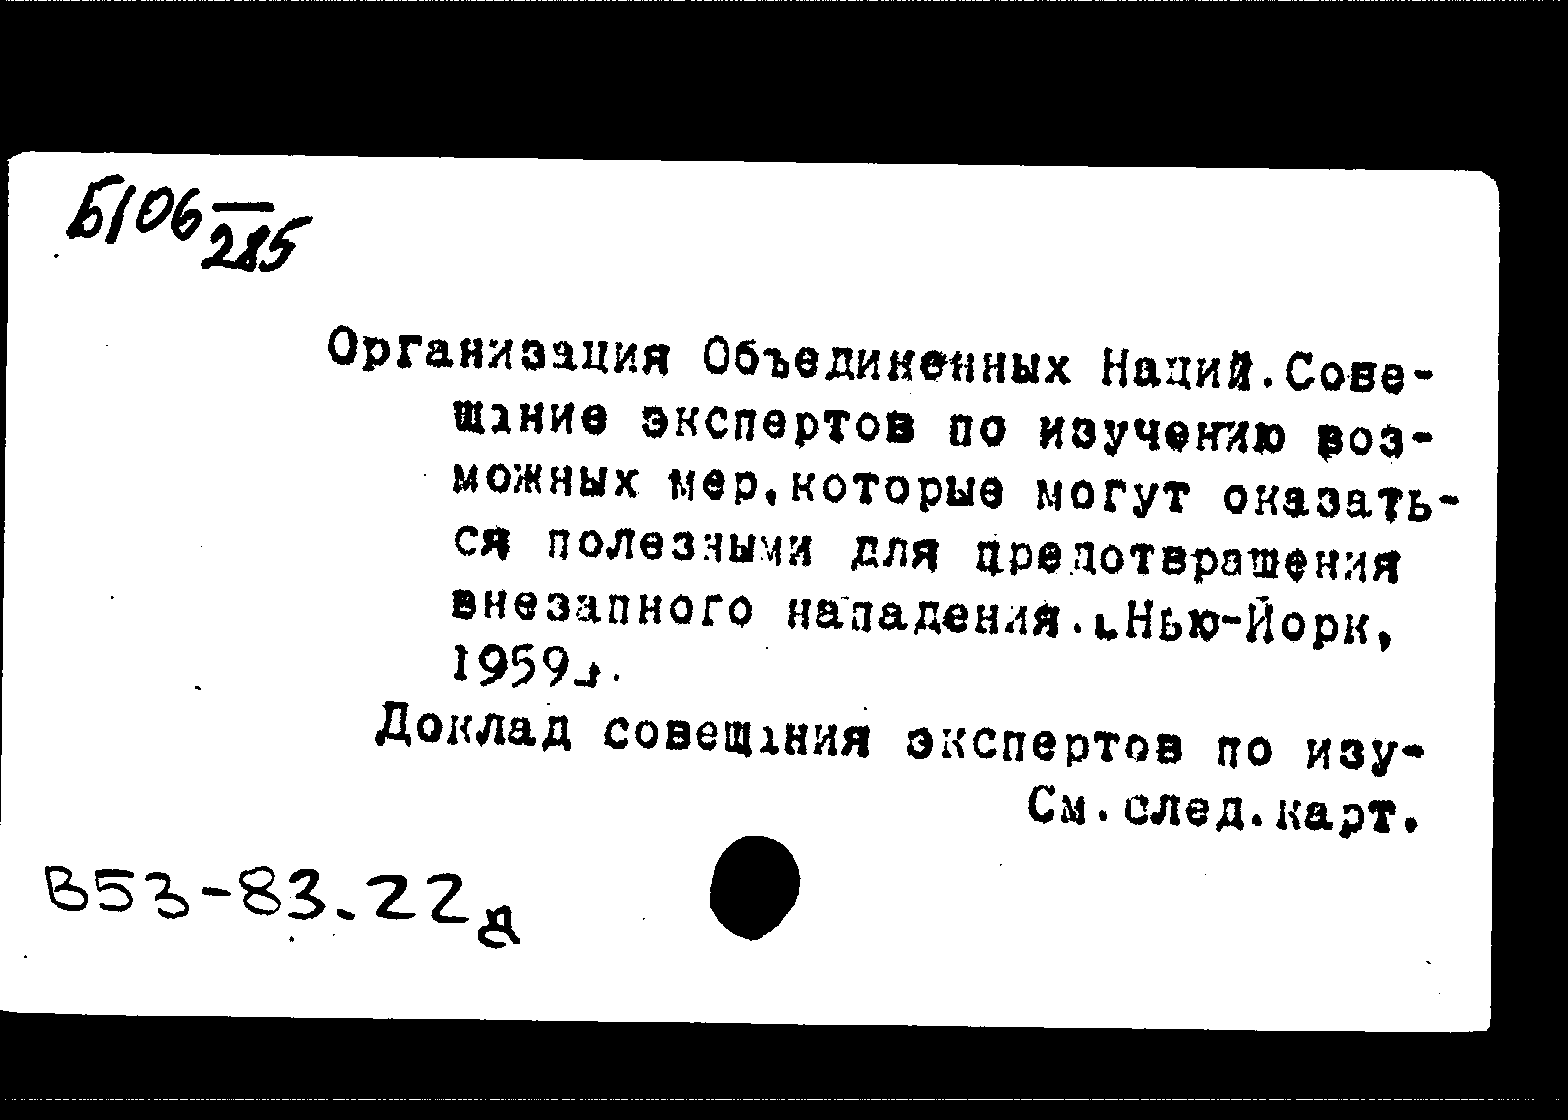 Б106 —
285
Организация Объединенных Наций.Сове-
щание экспертов по изучению воз-
можных мер,которые могут оказать-
ся полезными для предотвращения
внезапного нападения.[Нью-Йорк,
1959].
Доклад совещания экспертов по изу-
См.след.карт.
В53-83.22д